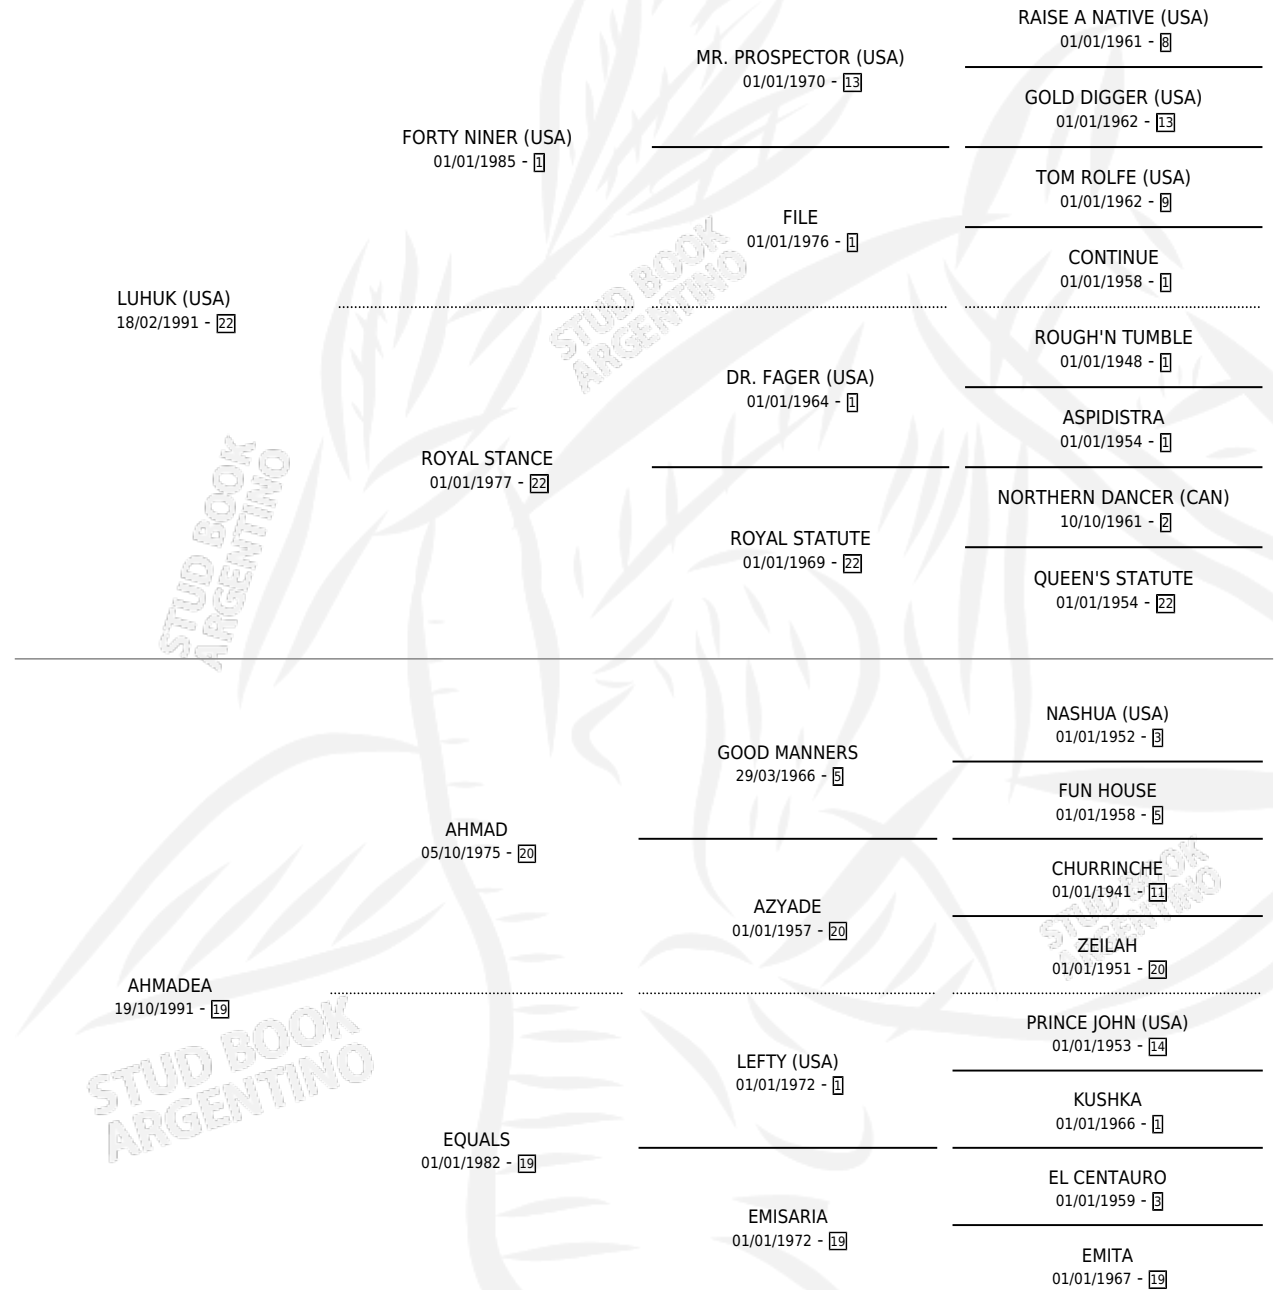 RAISE A NATIVE (USA)
01/01/1961 - 8
MR. PROSPECTOR (USA)
01/01/1970 - 13
GOLD DIGGER (USA)
01/01/1962 - 13
FORTY NINER (USA)
01/01/1985 - 1
TOM ROLFE (USA)
01/01/1962 - 9
FILE
01/01/1976 - 1
CONTINUE
01/01/1958 - 1
LUHUK (USA)
18/02/1991 - 22
ROUGH'N TUMBLE
01/01/1948 - 1
DR. FAGER (USA)
01/01/1964 - 1
ASPIDISTRA
01/01/1954 - 1
ROYAL STANCE
01/01/1977 - 22
NORTHERN DANCER (CAN)
10/10/1961 - 2
ROYAL STATUTE
01/01/1969 - 22
QUEEN'S STATUTE
01/01/1954 - 22
NASHUA (USA)
01/01/1952 - 3
GOOD MANNERS
29/03/1966 - 5
FUN HOUSE
01/01/1958 - 5
AHMAD
05/10/1975 - 20
CHURRINCHE
01/01/1941 - 11
AZYADE
01/01/1957 - 20
ZEILAH
01/01/1951 - 20
AHMADEA
19/10/1991 - 19
PRINCE JOHN (USA)
01/01/1953 - 14
LEFTY (USA)
01/01/1972 - 1
KUSHKA
01/01/1966 - 1
EQUALS
01/01/1982 - 19
EL CENTAURO
01/01/1959 - 3
EMISARIA
01/01/1972 - 19
EMITA
01/01/1967 - 19
STUD BOOK
ARGENTINO
STUD BOOK
ARGENTINO
STUD BOOK
ARGENTINO
STUD BOOK
ARGENTINO